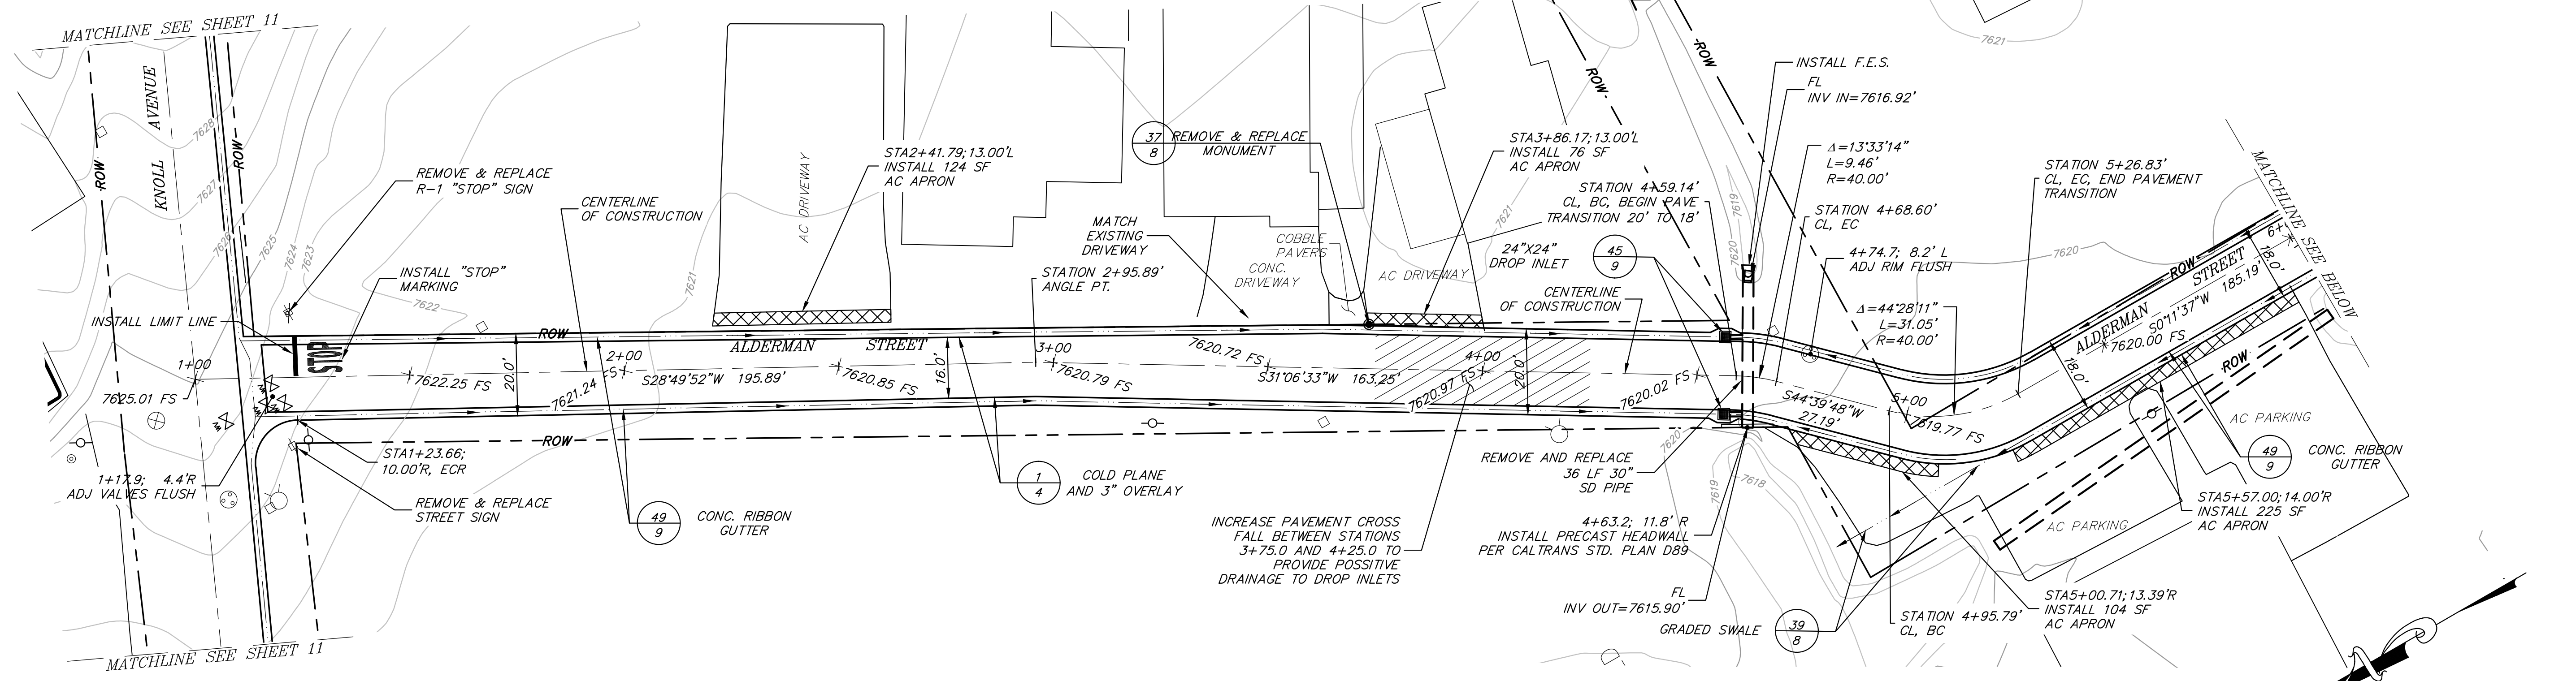 MATCHLINE SEE SHEET 11
ROW
KNOLL AVENUE
ROW
7628
7627
7626
7625
7624
7623
7622
REMOVE & REPLACE
R-1 "STOP" SIGN
INSTALL "STOP"
MARKING
INSTALL LIMIT LINE
STOP
1+00
7625.01 FS
1+17.9; 4.4'R
ADJ VALVES FLUSH
STA1+23.66;
10.00'R, ECR
REMOVE & REPLACE
STREET SIGN
MATCHLINE SEE SHEET 11
CENTERLINE
OF CONSTRUCTION
ROW
7622.25 FS
20.0'
7621.24 FS
2+00
S28°49'52"W 195.89'
ROW
49
9
CONC. RIBBON
GUTTER
7621
AC DRIVEWAY
STA2+41.79;13.00'L
INSTALL 124 SF
AC APRON
ALDERMAN STREET
7620.85 FS
16.0'
STATION 2+95.89'
ANGLE PT.
3+00
7620.79 FS
1
4
COLD PLANE
AND 3" OVERLAY
MATCH
EXISTING
DRIVEWAY
37
8
REMOVE & REPLACE
MONUMENT
COBBLE
PAVERS
CONC.
DRIVEWAY
7620.72 FS
S31°06'33"W 163.25'
AC DRIVEWAY
STA3+86.17;13.00'L
INSTALL 76 SF
AC APRON
7621
STATION 4+59.14'
CL, BC, BEGIN PAVE
TRANSITION 20' TO 18'
24"X24"
DROP INLET
45
9
CENTERLINE
OF CONSTRUCTION
4+00
7620.97 FS
20.0'
7620.02 FS
INCREASE PAVEMENT CROSS
FALL BETWEEN STATIONS
3+75.0 AND 4+25.0 TO
PROVIDE POSSITIVE
DRAINAGE TO DROP INLETS
REMOVE AND REPLACE
36 LF 30"
SD PIPE
4+63.2; 11.8' R
INSTALL PRECAST HEADWALL
PER CALTRANS STD. PLAN D89
FL
INV OUT=7615.90'
GRADED SWALE
39
8
7620
7619
7618
ROW
ROW
7619
7620
INSTALL F.E.S.
FL
INV IN=7616.92'
Δ=13°33'14"
L=9.46'
R=40.00'
STATION 4+68.60'
CL, EC
4+74.7; 8.2' L
ADJ RIM FLUSH
Δ=44°28'11"
L=31.05'
R=40.00'
S44°39'48"W
27.19'
5+00
7619.77 FS
STATION 4+95.79'
CL, BC
STATION 5+26.83'
CL, EC, END PAVEMENT
TRANSITION
7621
7620
ROW
ALDERMAN STREET
S0°11'37"W 185.19'
7620.00 FS
18.0'
18.0'
6+
ROW
MATCHLINE SEE BELOW
AC PARKING
AC PARKING
49
9
CONC. RIBBON
GUTTER
STA5+57.00;14.00'R
INSTALL 225 SF
AC APRON
STA5+00.71;13.39'R
INSTALL 104 SF
AC APRON